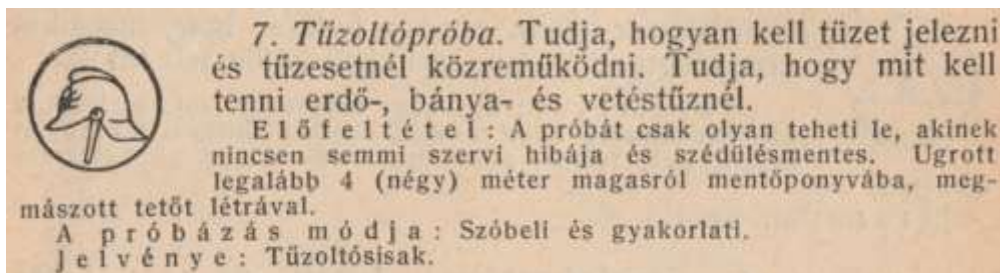 7. Tűzoltópróba. Tudja, hogyan kell tüzet jelezni
és tűzesetnél közreműködni. Tudja, hogy mit kell
tenni erdő-, bánya- és vetéstűznél.
Előfeltétel: A próbát csak olyan teheti le, akinek
nincsen semmi szervi hibája és szédülésmentes. Ugrott
legalább 4 (négy) méter magasról mentőponyvába, meg-
mászott tetőt létrával.
A próbázás módja: Szóbeli és gyakorlati.
Jelvénye: Tűzoltósisak.